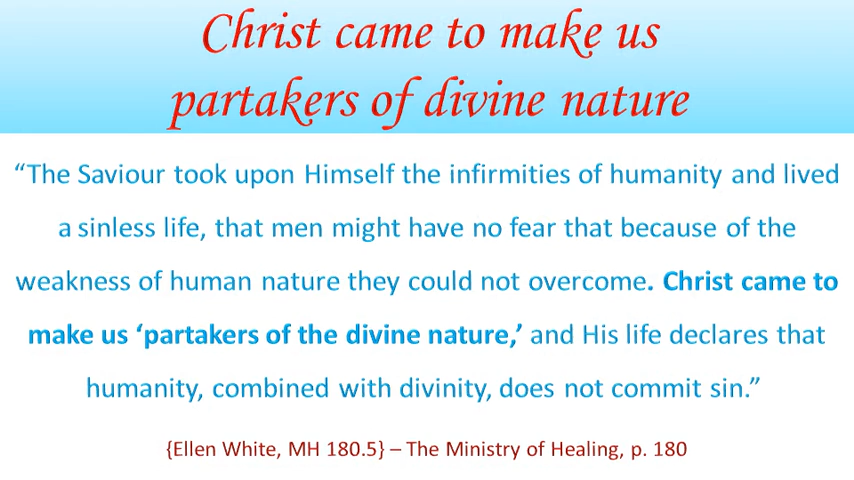 Christ came to make us
partakers of divine nature
“The Saviour took upon Himself the infirmities of humanity and lived
a sinless life, that men might have no fear that because of the
weakness of human nature they could not overcome. Christ came to
make us ‘partakers of the divine nature,’ and His life declares that
humanity, combined with divinity, does not commit sin.”
{Ellen White, MH 180.5} – The Ministry of Healing, p. 180